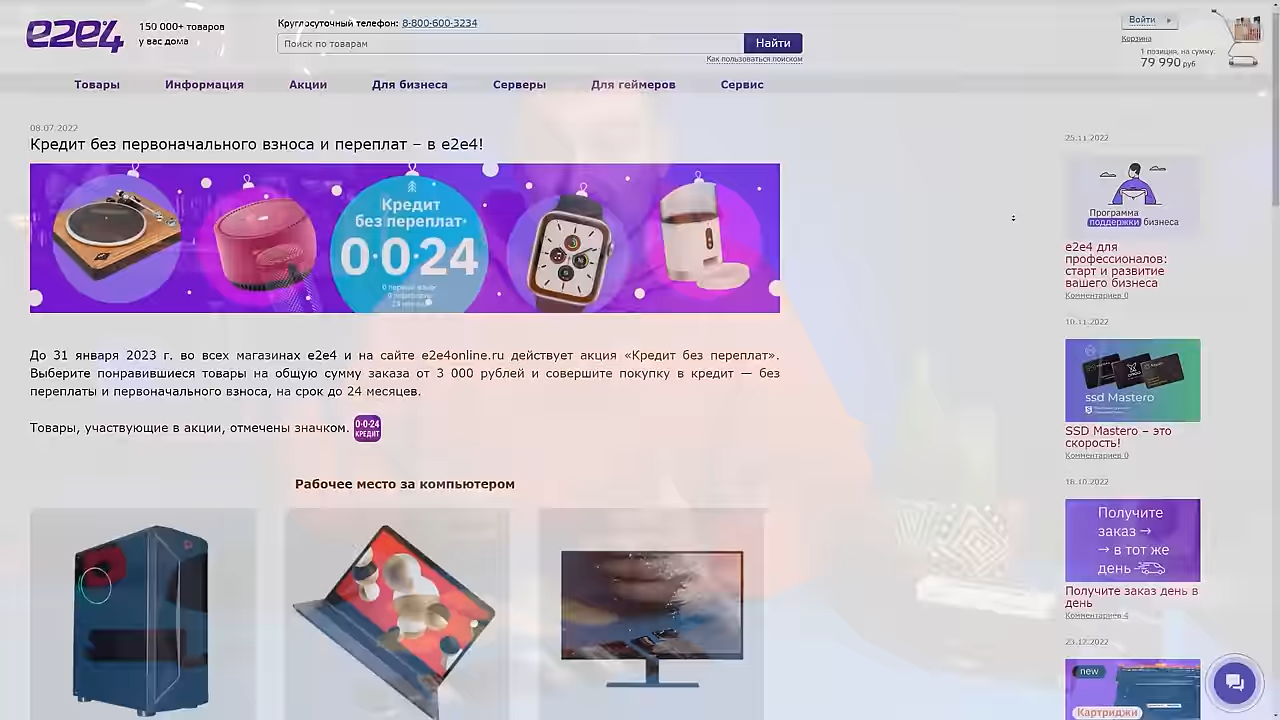 e2e4
150 000+ товаров
у вас дома
Круглосуточный телефон: 8-800-600-3234
Поиск по товарам
Найти
Как пользоваться поиском
Войти
Корзина
1 позиция, на сумму:
79 990 руб
Товары
Информация
Акции
Для бизнеса
Серверы
Для геймеров
Сервис
08.07.2022
Кредит без первоначального взноса и переплат – в e2e4!
Кредит
без переплат*
0·0·24
До 31 января 2023 г. во всех магазинах e2e4 и на сайте e2e4online.ru действует акция «Кредит без переплат».
Выберите понравившиеся товары на общую сумму заказа от 3 000 рублей и совершите покупку в кредит — без
переплаты и первоначального взноса, на срок до 24 месяцев.
Товары, участвующие в акции, отмечены значком.
0·0·24
КРЕДИТ
Рабочее место за компьютером
25.11.2022
Программа
поддержки бизнеса
e2e4 для
профессионалов:
старт и развитие
вашего бизнеса
Комментариев 0
10.11.2022
ssd Mastero
SSD Mastero – это
скорость!
Комментариев 0
16.10.2022
Получите
заказ →
→ в тот же
день
Получите заказ день в
день
Комментариев 4
23.12.2022
new
Картриджи